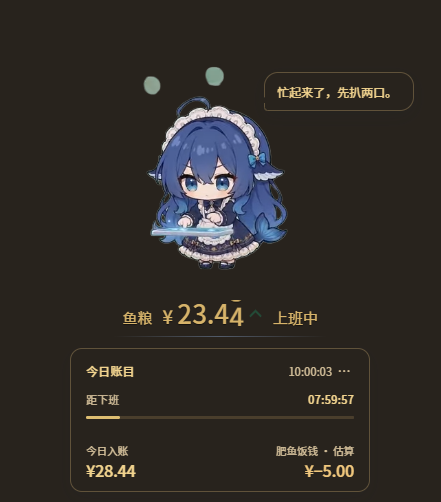 忙起来了，先扒两口。
鱼粮 ¥23.44 上班中
今日账目 10:00:03 ···
距下班 07:59:57
今日入账 肥鱼饭钱 · 估算
¥28.44 ¥−5.00